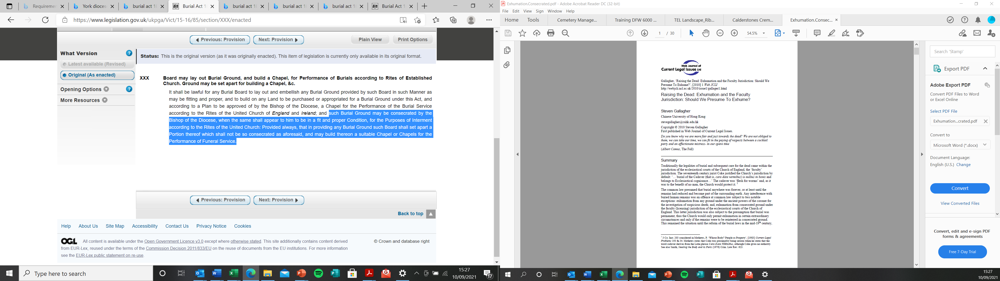 Requiremen
York dioces
burial act 18
Burial Act 1
burial act 18
burial act 18
burial act 18
Burial Act 1
https://www.legislation.gov.uk/ukpga/Vict/15-16/85/section/XXX/enacted
Previous: Provision
Next: Provision
Plain View
Print Options
What Version
Latest available (Revised)
Original (As enacted)
Opening Options
More Resources
Status: This is the original version (as it was originally enacted). This item of legislation is currently only available in its original format.
XXX Board may lay out Burial Ground, and build a Chapel, for Performance of Burials according to Rites of Established
Church. Ground may be set apart for building a Chapel, &c.
It shall be lawful for any Burial Board to lay out and embellish any Burial Ground provided by such Board in such Manner as
may be fitting and proper, and to build on any Land to be purchased or appropriated for a Burial Ground under this Act, and
according to a Plan to be approved of by the Bishop of the Diocese, a Chapel for the Performance of the Burial Service
according to the Rites of the United Church of England and Ireland; and such Burial Ground may be consecrated by the
Bishop of the Diocese, when the same shall appear to him to be in a fit and proper Condition, for the Purposes of Interment
according to the Rites of the United Church: Provided always, that in providing any Burial Ground such Board shall set apart a
Portion thereof which shall not be so consecrated as aforesaid, and may build thereon a suitable Chapel or Chapels for the
Performance of Funeral Service.
Previous: Provision
Next: Provision
Back to top
Help About Us Site Map Accessibility Contact Us Privacy Notice Cookies
OGL All content is available under the Open Government Licence v3.0 except where otherwise stated. This site additionally contains content derived
from EUR-Lex, reused under the terms of the Commission Decision 2011/833/EU on the reuse of documents from the EU institutions. For more information
see the EUR-Lex public statement on re-use.
© Crown and database right
Type here to search
15:27
10/09/2021
17
Exhumation.Consecrated.pdf - Adobe Acrobat Reader DC (32-bit)
File Edit View Sign Window Help
Home Tools Cemetery Manage... Training DFW 6000 ... TEL Landscape_Rib... Calderstones Crem... Exhumation.Consec... ×
1 / 30
54.5%
Web Journal of
Current Legal Issues Ltd
Gallagher, 'Raising the Dead: Exhumation and the Faculty Jurisdiction: Should We
Presume To Exhume?', [2010] 1 Web JCLI
http://webjcli.ncl.ac.uk/2010/issue1/gallager1.html
Raising the Dead: Exhumation and the Faculty
Jurisdiction: Should We Presume To Exhume?
Steven Gallagher
Chinese University of Hong Kong
stevegallagher@cuhk.edu.hk
Copyright © 2010 Steven Gallagher
First published in Web Journal of Current Legal Issues.
Do you know why we are more fair and just towards the dead? We are not obliged to
them, we can take our time, we can fit in the paying of respects between a cocktail
party and an affectionate mistress- in our spare time
(Albert Camus, The Fall)
Summary
Traditionally the legalities of burial and subsequent care for the dead came within the
jurisdiction of the ecclesiastical courts of the Church of England, the 'faculty'
jurisdiction. The seventeenth century jurist Coke justified the Church's jurisdiction by
default: '... burial of the Cadaver (that is, caro data vermibus) is nullius in bonis and
belongs to Ecclesiastical cognisance...' The cadaver was 'flesh for worms' and, as it
was to the benefit of no man, the Church would protect it. 1
The common law presumed that burial anywhere was forever, or at least until the
remains had reduced and become part of the surrounding earth. Any interference with
buried human remains was an offence at common law subject to two notable
exceptions: exhumation from any ground under the ancient powers of the coroner for
the investigation of suspicious death; and, exhumation from consecrated ground under
the faculty (licensing) jurisdiction of the ecclesiastical courts of the Church of
England. This latter jurisdiction was also subject to the presumption that burial was
permanent, thus the Church would only permit exhumation in certain extraordinary
circumstances and only if the remains were to be reinterred in consecrated ground.
This remained the situation until the reform of the burial laws in the mid-19th century,
1 3 Co. Inst. 203 considered in Mathews, P. 'Whose Body? People as Property', [1983] Current Legal
Problems 193 fn 34. Mathews states that Coke was presumably being serious when he states that the
word cadaver derives from the Latin phrase CAro DAta VERmibus, although Coke gives no authority.
See also Smith, Stealing the Body and its Parts (1976) Crim. Law Rev. 623.
Search 'Stamp'
Export PDF
Adobe Export PDF
Convert PDF Files to Word
or Excel Online
Select PDF File
Exhumation...crated.pdf
Convert to
Microsoft Word (*.docx)
Document Language:
English (U.S.) Change
Convert
View Converted Files
Convert, edit and e-sign PDF
forms & agreements
Free 7-Day Trial
15:27
10/09/2021